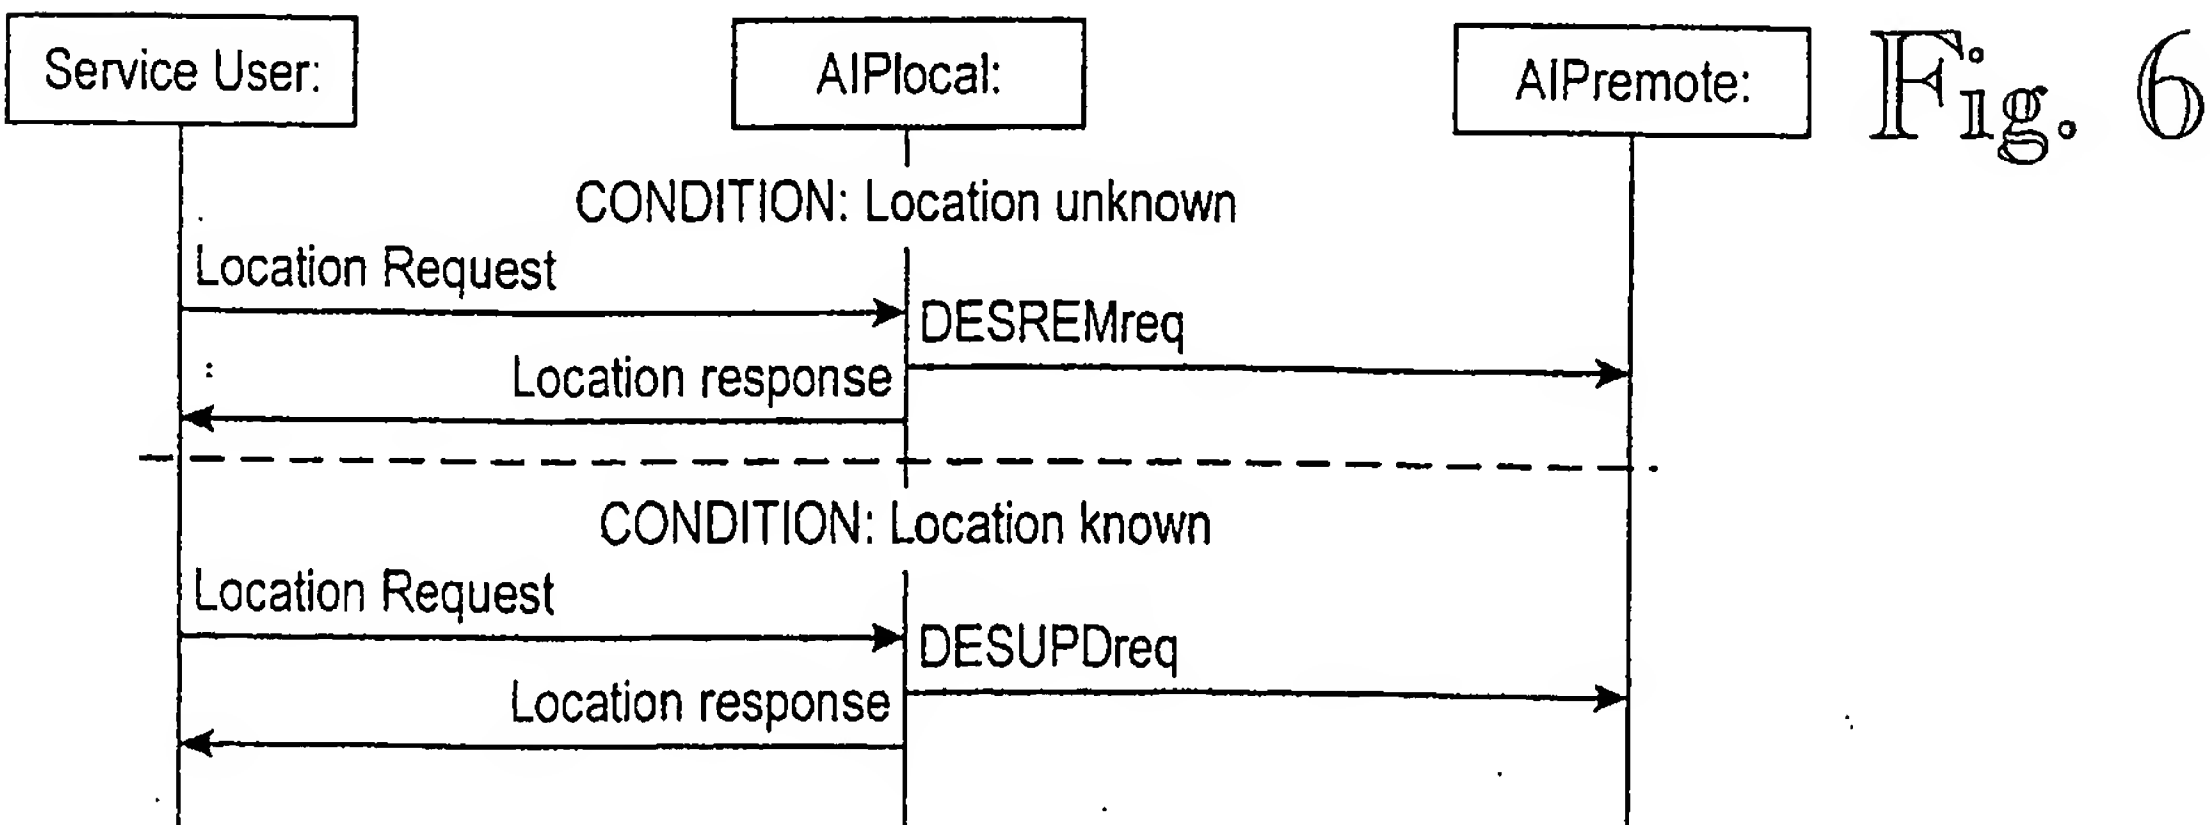 Service User:
AIPlocal:
AIPremote:
Fig. 6
CONDITION: Location unknown
Location Request
DESREMreq
Location response
CONDITION: Location known
Location Request
DESUPDreq
Location response